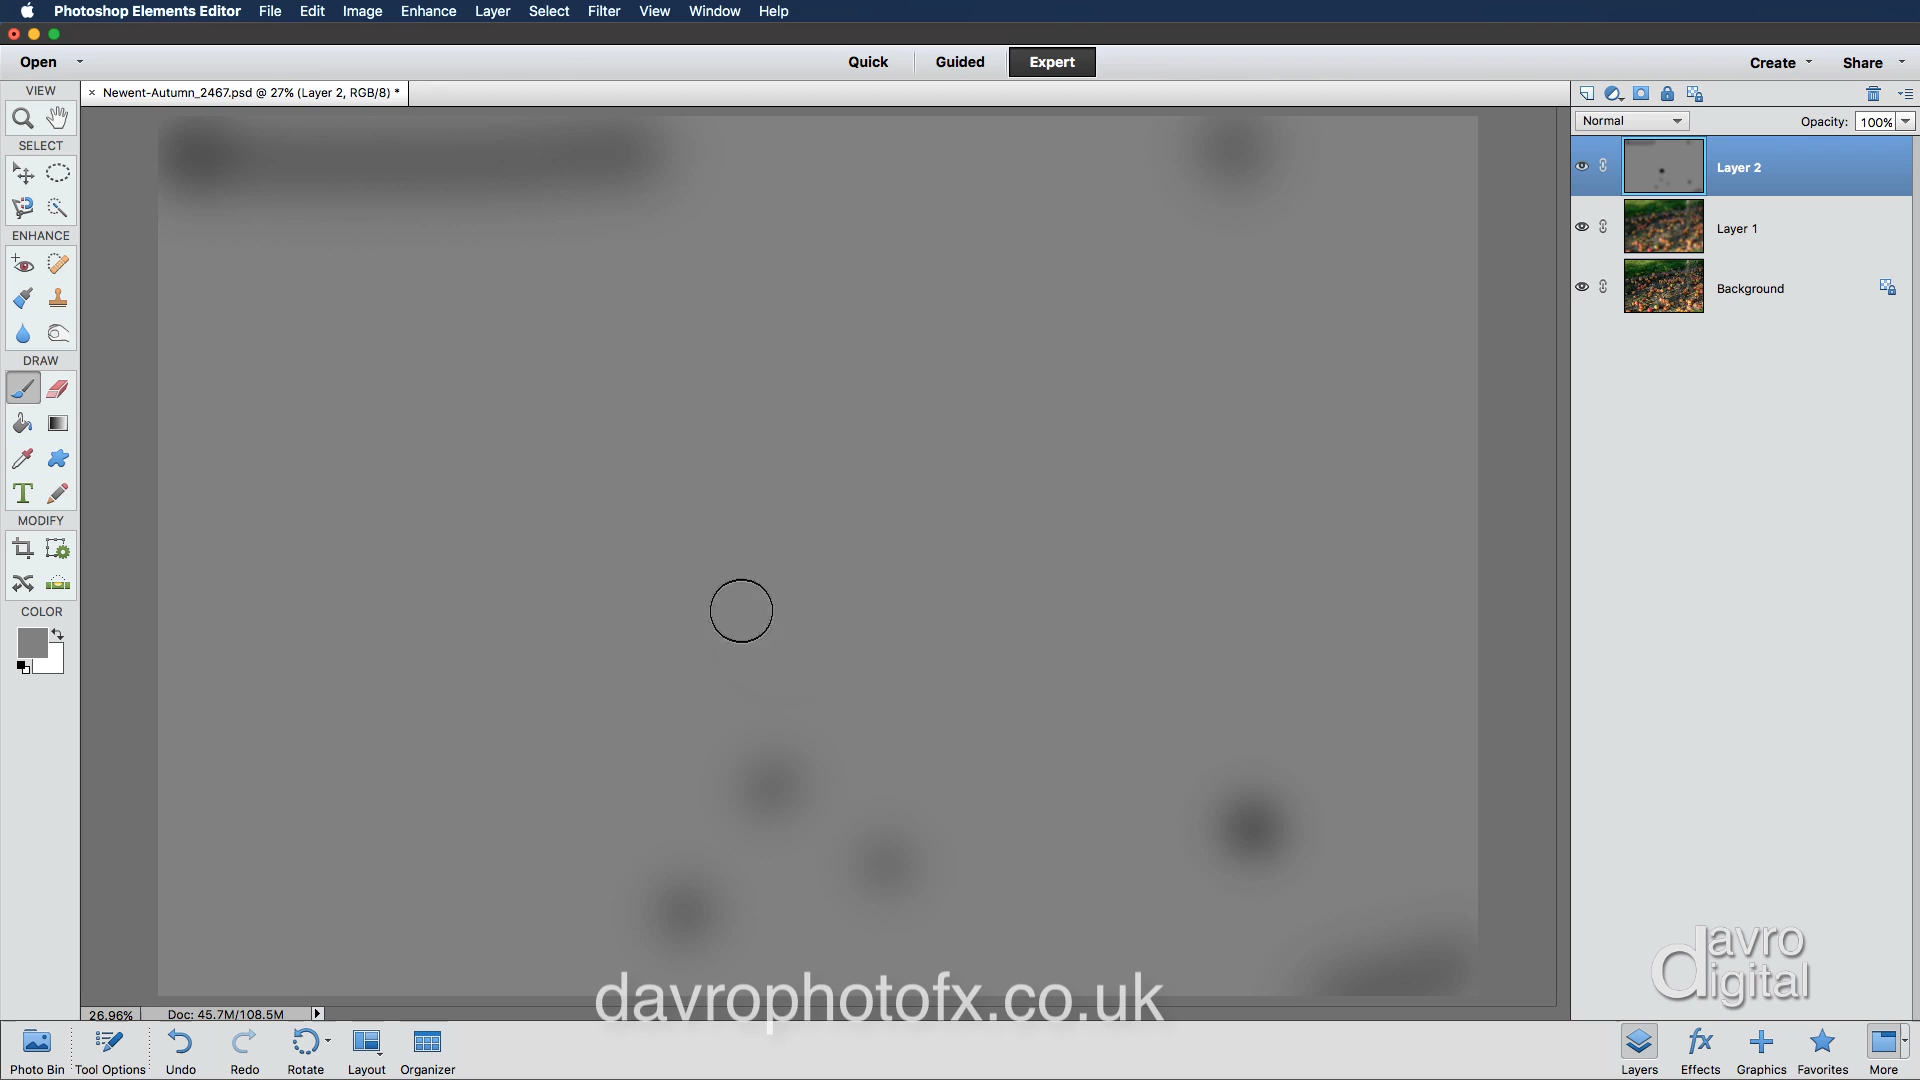 Photoshop Elements Editor File Edit Image Enhance Layer Select Filter View Window Help
Open Quick Guided Expert Create Share
VIEW
× Newent-Autumn_2467.psd @ 27% (Layer 2, RGB/8) *
Normal Opacity: 100%
SELECT
Layer 2
ENHANCE
Layer 1
Background
DRAW
T
MODIFY
COLOR
davro
digital
davrophotofx.co.uk
26.96% Doc: 45.7M/108.5M
fx
Photo Bin Tool Options Undo Redo Rotate Layout Organizer Layers Effects Graphics Favorites More